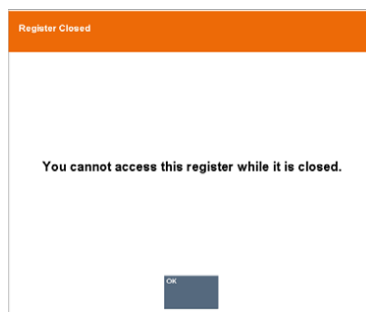 Register Closed
You cannot access this register while it is closed.
OK